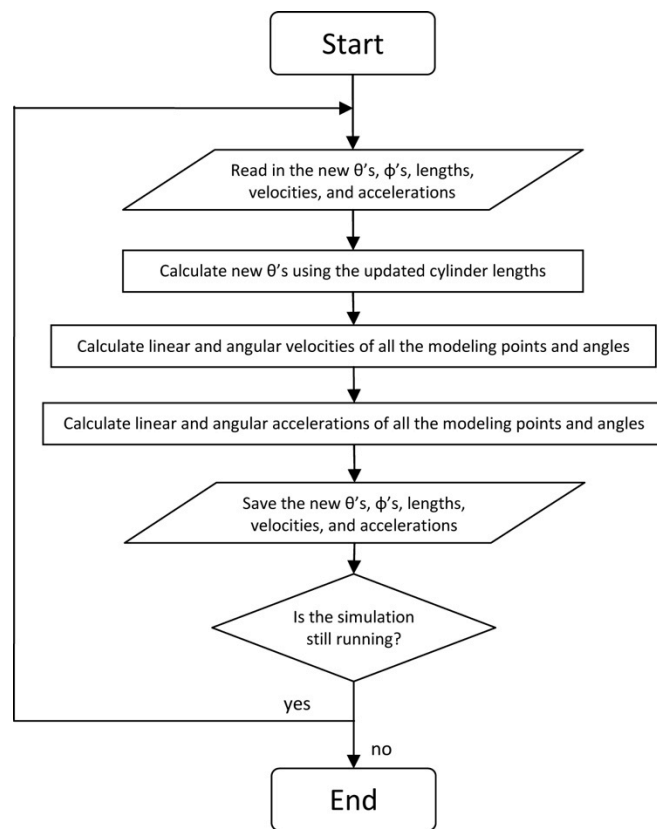 Start
Read in the new θ's, ф's, lengths,
velocities, and accelerations
Calculate new θ's using the updated cylinder lengths
Calculate linear and angular velocities of all the modeling points and angles
Calculate linear and angular accelerations of all the modeling points and angles
Save the new θ's, ф's, lengths,
velocities, and accelerations
Is the simulation
still running?
yes
no
End